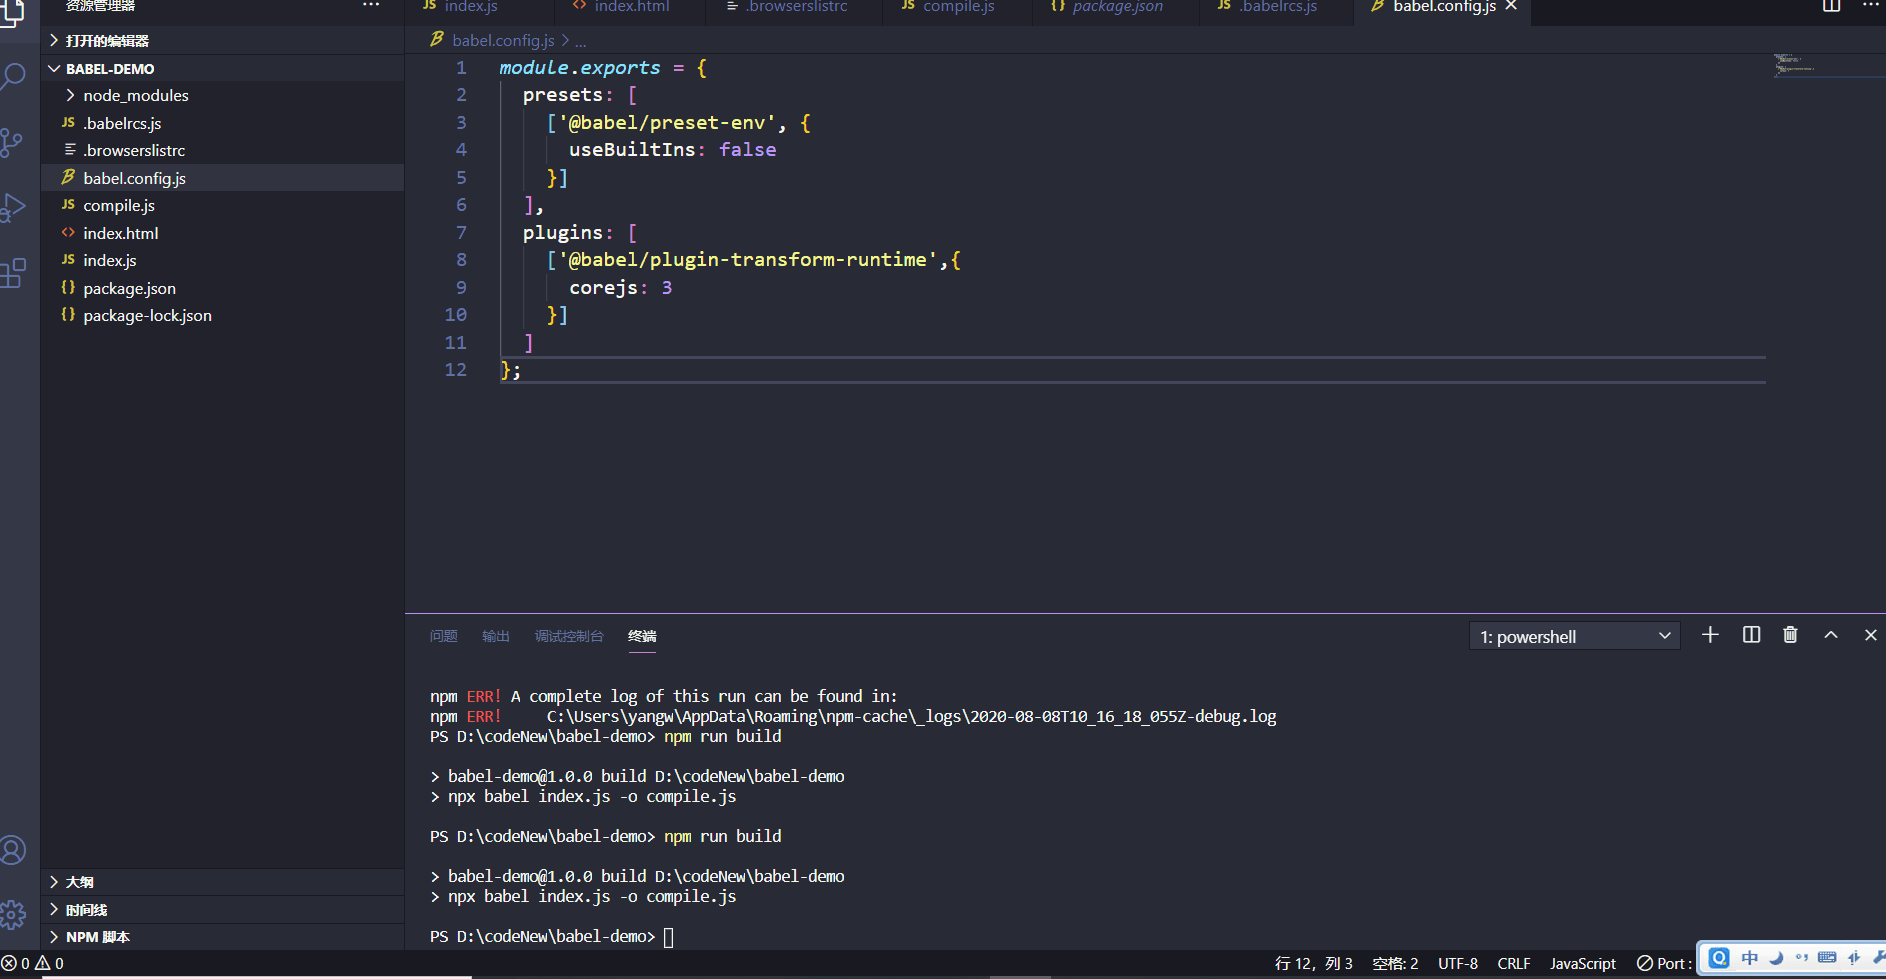 资源管理器
index.js
index.html
.browserslistrc
compile.js
package.json
.babelrcs.js
babel.config.js
打开的编辑器
BABEL-DEMO
node_modules
.babelrcs.js
.browserslistrc
babel.config.js
compile.js
index.html
index.js
package.json
package-lock.json
大纲
时间线
NPM 脚本
babel.config.js > ...
1 module.exports = {
2 presets: [
3 ['@babel/preset-env', {
4 useBuiltIns: false
5 }]
6 ],
7 plugins: [
8 ['@babel/plugin-transform-runtime',{
9 corejs: 3
10 }]
11 ]
12 };
问题 输出 调试控制台 终端
1: powershell
npm ERR! A complete log of this run can be found in:
npm ERR!     C:\Users\yangw\AppData\Roaming\npm-cache\_logs\2020-08-08T10_16_18_055Z-debug.log
PS D:\codeNew\babel-demo> npm run build
> babel-demo@1.0.0 build D:\codeNew\babel-demo
> npx babel index.js -o compile.js
PS D:\codeNew\babel-demo> npm run build
> babel-demo@1.0.0 build D:\codeNew\babel-demo
> npx babel index.js -o compile.js
PS D:\codeNew\babel-demo>
0 0
行 12，列 3 空格: 2 UTF-8 CRLF JavaScript Port :
中